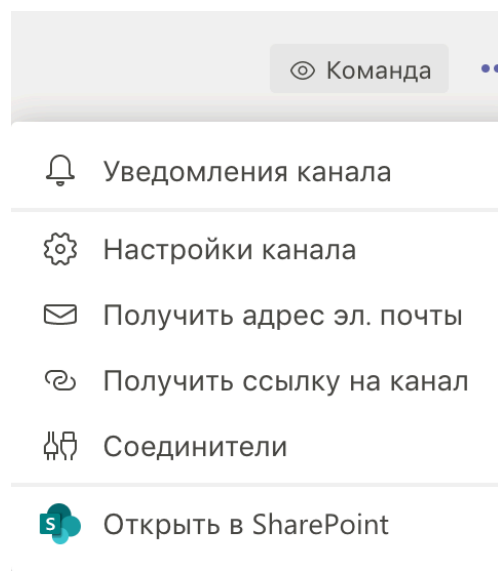 Команда
Уведомления канала
Настройки канала
Получить адрес эл. почты
Получить ссылку на канал
Соединители
S
Открыть в SharePoint